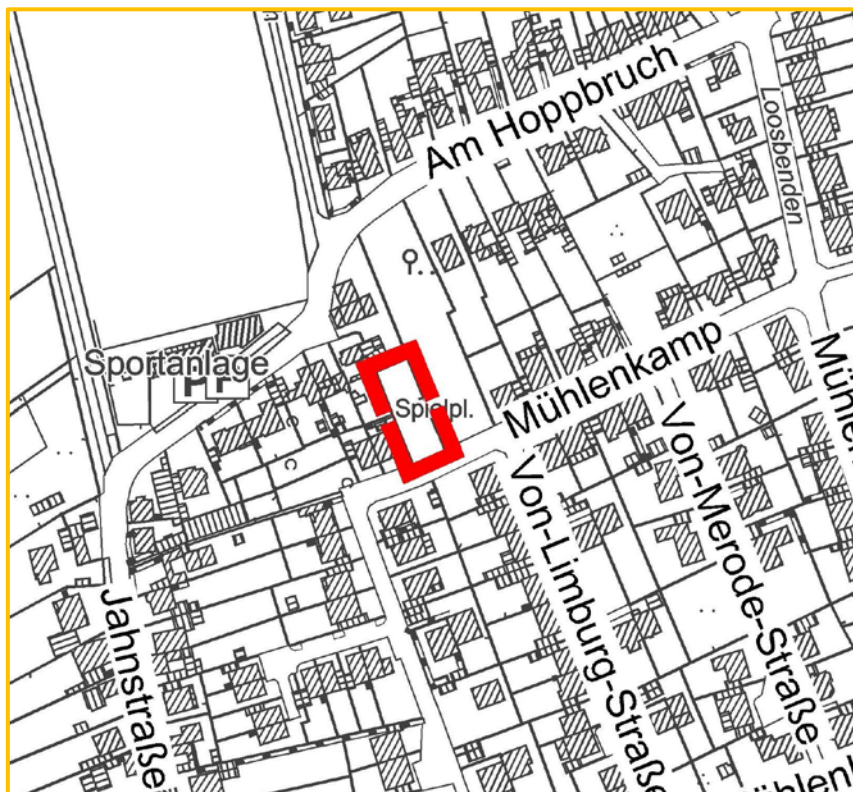 Am Hoppbruch
Loosbenden
Sportanlage
P P
Spielpl.
Mühlenkamp
Von-Limburg-Straße
Von-Merode-Straße
Jahnstraße